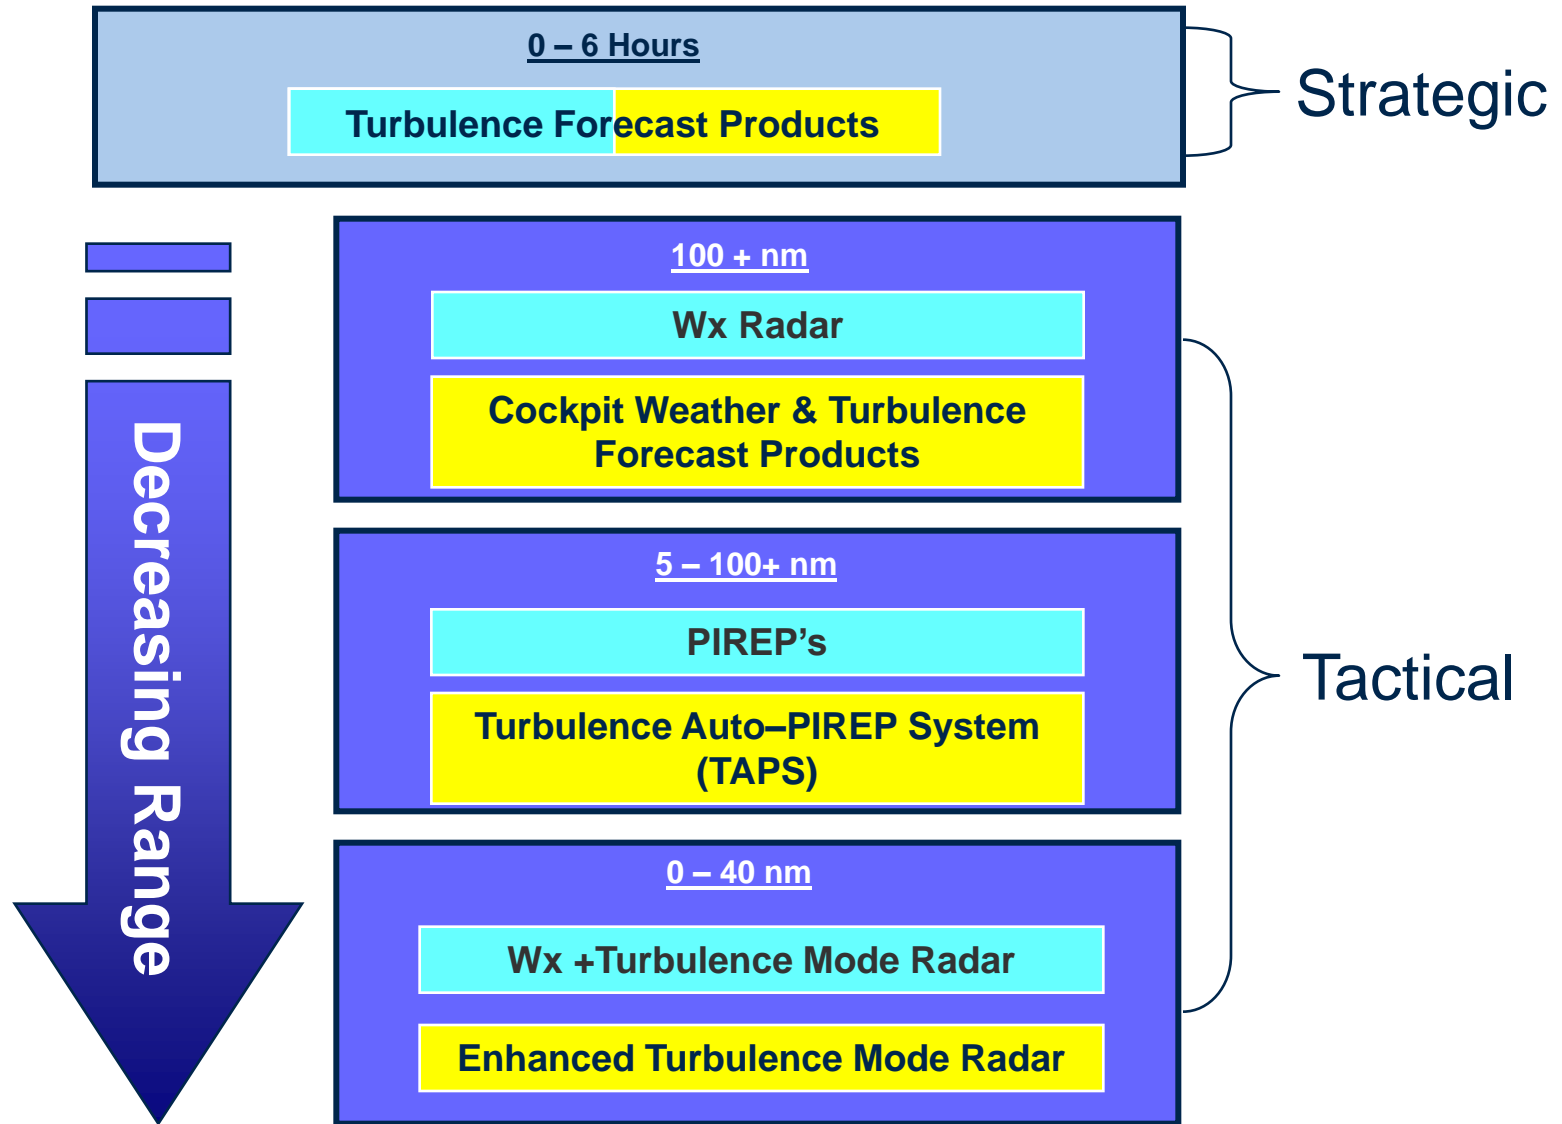 0 – 6 Hours
Turbulence Forecast Products
Strategic
Decreasing Range
100 + nm
Wx Radar
Cockpit Weather & Turbulence
Forecast Products
5 – 100+ nm
PIREP’s
Turbulence Auto–PIREP System
(TAPS)
Tactical
0 – 40 nm
Wx +Turbulence Mode Radar
Enhanced Turbulence Mode Radar